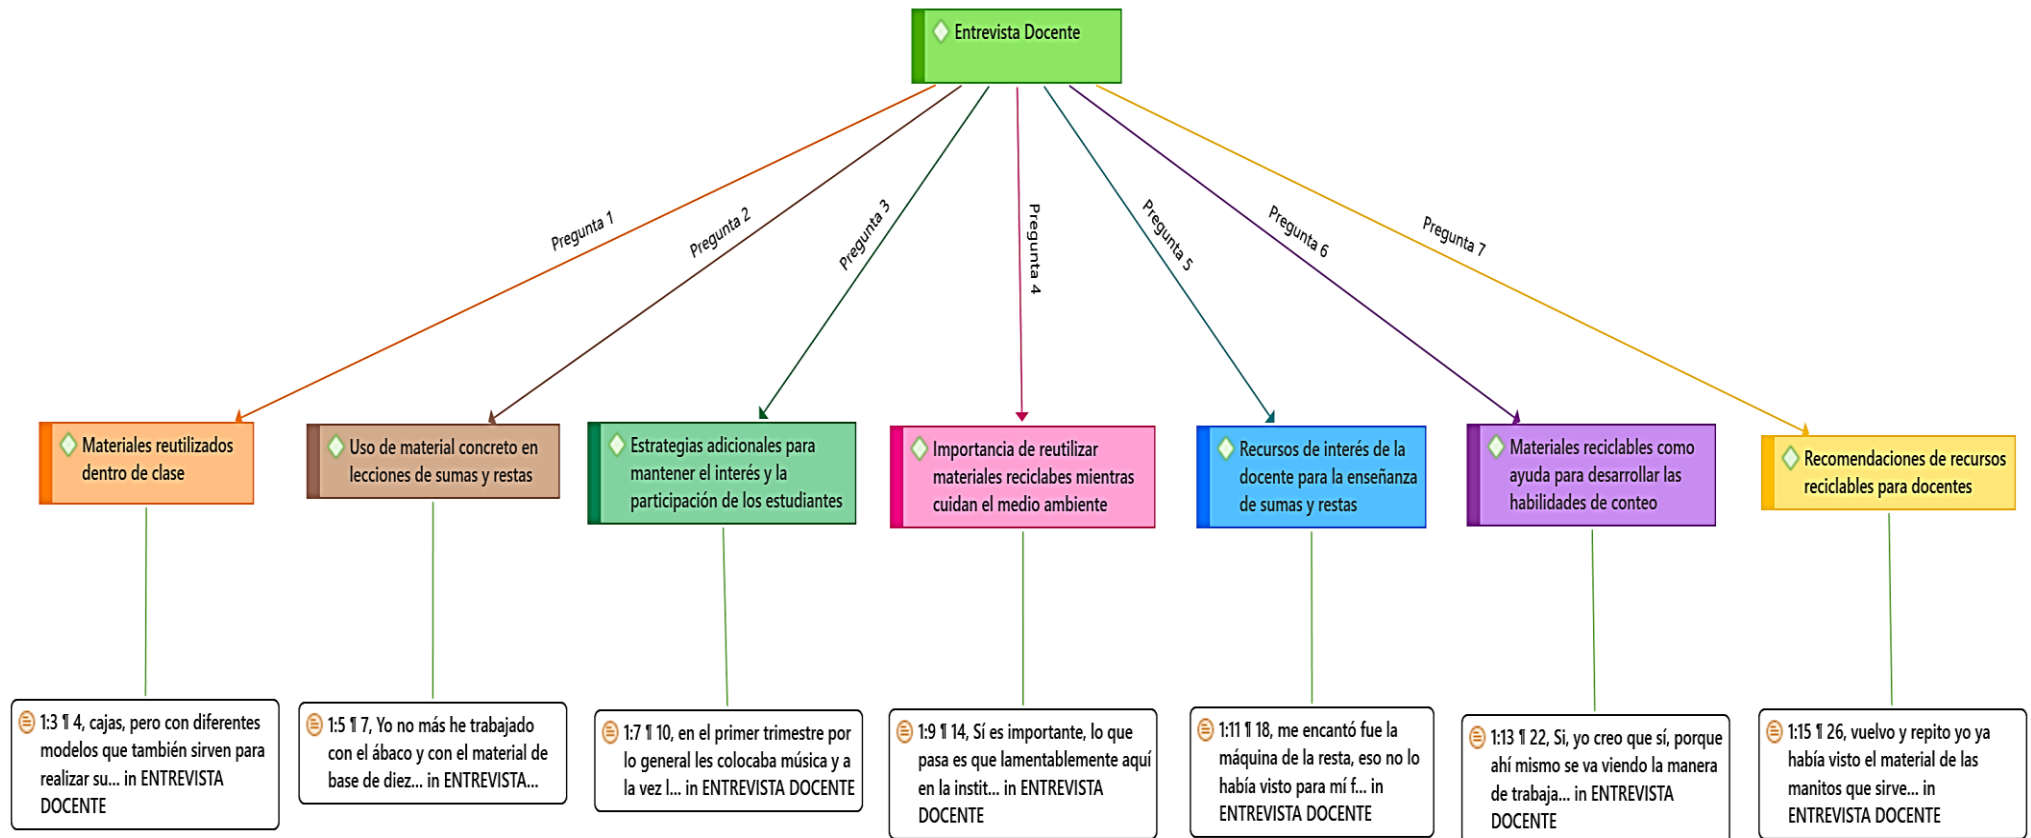 Entrevista Docente
Pregunta 1
Pregunta 2
Pregunta 3
Pregunta 4
Pregunta 5
Pregunta 6
Pregunta 7
Materiales reutilizados
dentro de clase
Uso de material concreto en
lecciones de sumas y restas
Estrategias adicionales para
mantener el interés y la
participación de los estudiantes
Importancia de reutilizar
materiales reciclabes mientras
cuidan el medio ambiente
Recursos de interés de la
docente para la enseñanza
de sumas y restas
Materiales reciclables como
ayuda para desarrollar las
habilidades de conteo
Recomendaciones de recursos
reciclables para docentes
1:3 ¶ 4, cajas, pero con diferentes
modelos que también sirven para
realizar su... in ENTREVISTA
DOCENTE
1:5 ¶ 7, Yo no más he trabajado
con el ábaco y con el material de
base de diez... in ENTREVISTA...
1:7 ¶ 10, en el primer trimestre por
lo general les colocaba música y a
la vez l... in ENTREVISTA DOCENTE
1:9 ¶ 14, Sí es importante, lo que
pasa es que lamentablemente aquí
en la instit... in ENTREVISTA
DOCENTE
1:11 ¶ 18, me encantó fue la
máquina de la resta, eso no lo
había visto para mí f... in
ENTREVISTA DOCENTE
1:13 ¶ 22, Si, yo creo que sí, porque
ahí mismo se va viendo la manera
de trabaja... in ENTREVISTA
DOCENTE
1:15 ¶ 26, vuelvo y repito yo ya
había visto el material de las
manitos que sirve... in
ENTREVISTA DOCENTE